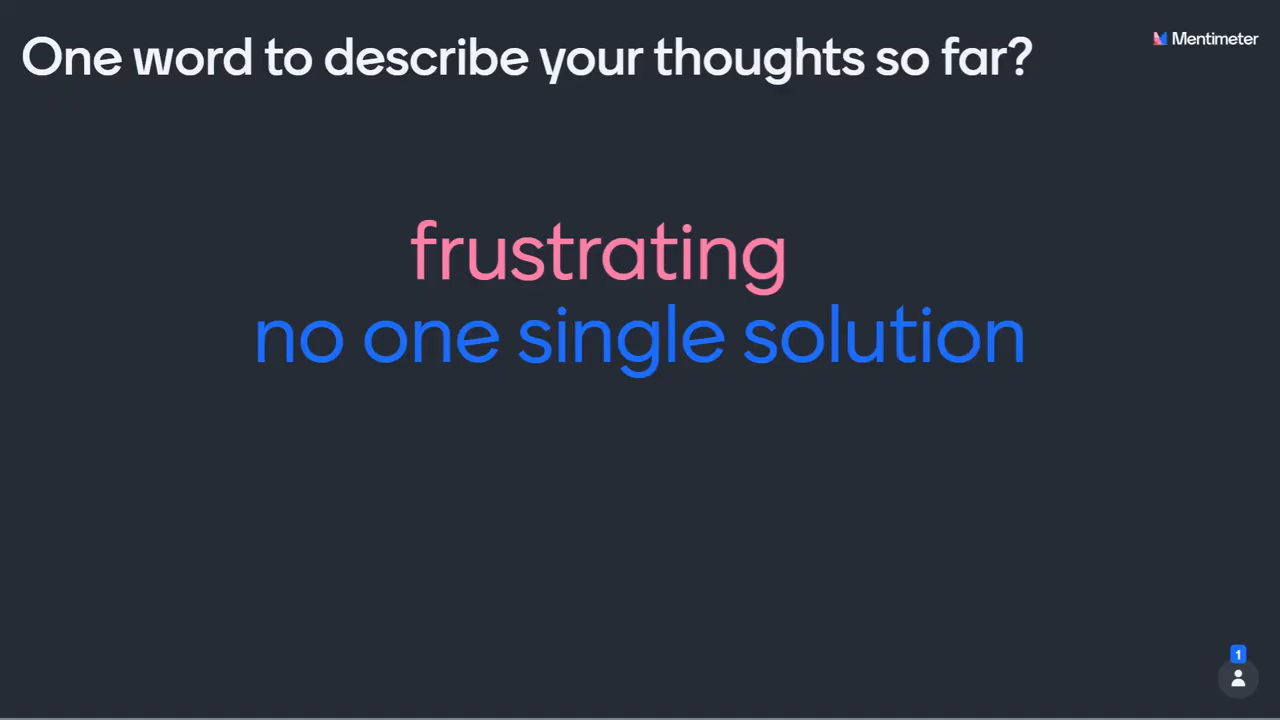 One word to describe your thoughts so far?
Mentimeter
frustrating
no one single solution
1